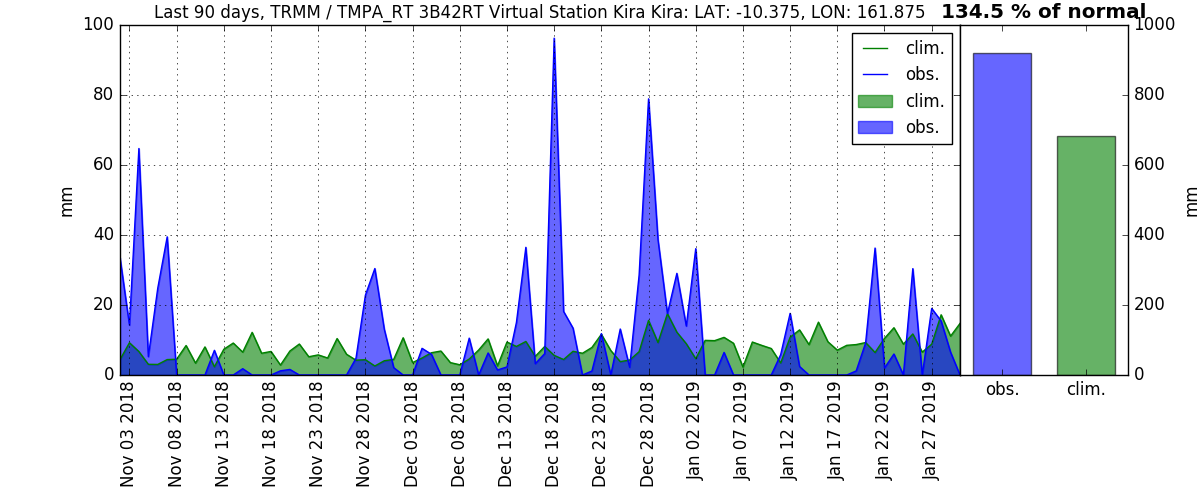 Last 90 days, TRMM / TMPA_RT 3B42RT Virtual Station Kira Kira: LAT: -10.375, LON: 161.875 134.5 % of normal
100
80
60
40
20
0
mm
clim.
obs.
clim.
obs.
1000
800
600
400
200
0
mm
obs.
clim.
Nov 03 2018
Nov 08 2018
Nov 13 2018
Nov 18 2018
Nov 23 2018
Nov 28 2018
Dec 03 2018
Dec 08 2018
Dec 13 2018
Dec 18 2018
Dec 23 2018
Dec 28 2018
Jan 02 2019
Jan 07 2019
Jan 12 2019
Jan 17 2019
Jan 22 2019
Jan 27 2019